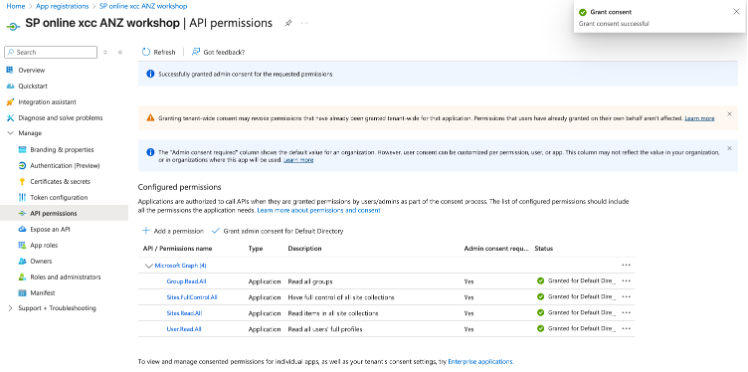 Home > App registrations > SP online xcc ANZ workshop
SP online xcc ANZ workshop | API permissions
Grant consent
Grant consent successful
Search
Refresh
Got feedback?
Overview
Quickstart
Integration assistant
Diagnose and solve problems
Manage
Branding & properties
Authentication (Preview)
Certificates & secrets
Token configuration
API permissions
Expose an API
App roles
Owners
Roles and administrators
Manifest
Support + Troubleshooting
Successfully granted admin consent for the requested permissions.
Granting tenant-wide consent may revoke permissions that have already been granted tenant-wide for that application. Permissions that users have already granted on their own behalf aren't affected. Learn more
The "Admin consent required" column shows the default value for an organization. However, user consent can be customized per permission, user, or app. This column may not reflect the value in your organization,
or in organizations where this app will be used. Learn more
Configured permissions
Applications are authorized to call APIs when they are granted permissions by users/admins as part of the consent process. The list of configured permissions should include
all the permissions the application needs. Learn more about permissions and consent
Add a permission
Grant admin consent for Default Directory
API / Permissions name Type Description Admin consent requ... Status
Microsoft Graph (4)
Group.Read.All Application Read all groups Yes Granted for Default Dire...
Sites.FullControl.All Application Have full control of all site collections Yes Granted for Default Dire...
Sites.Read.All Application Read items in all site collections Yes Granted for Default Dire...
User.Read.All Application Read all users' full profiles Yes Granted for Default Dire...
To view and manage consented permissions for individual apps, as well as your tenant's consent settings, try Enterprise applications.